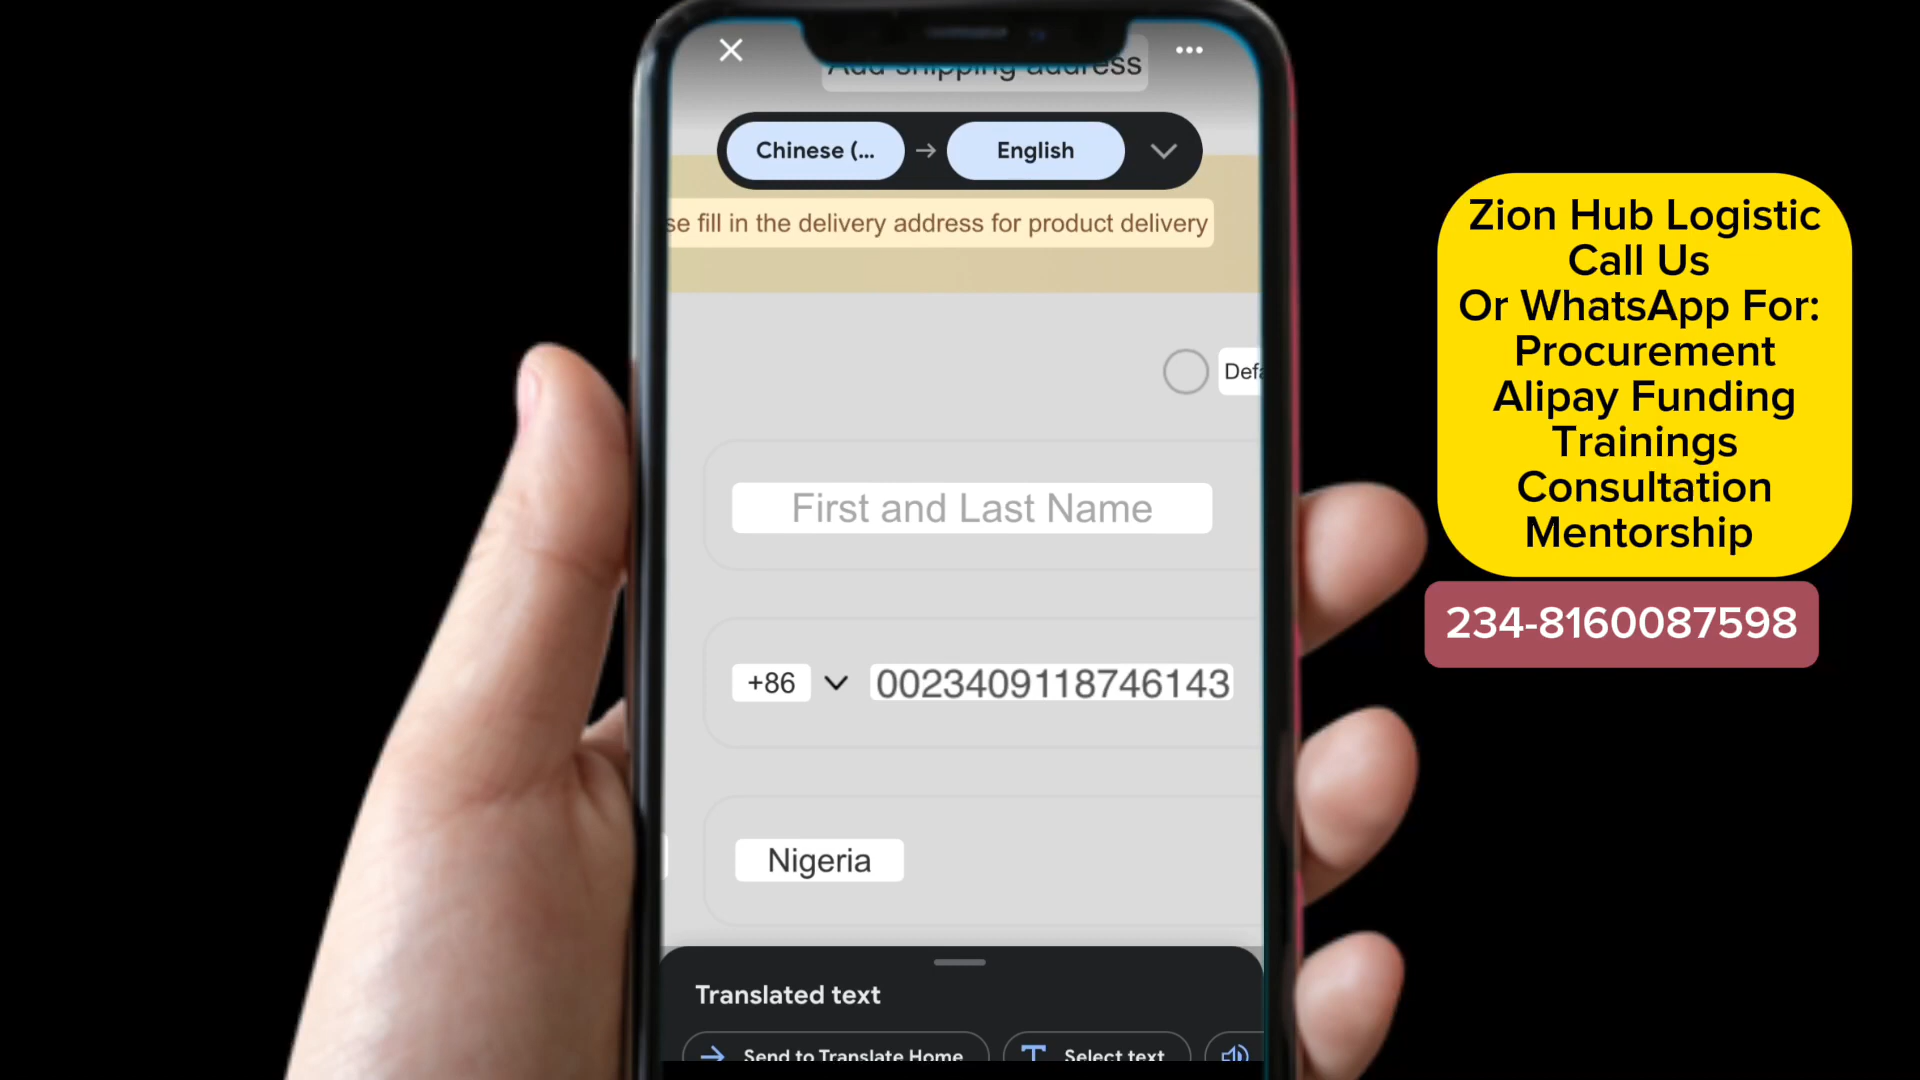 Add shipping address
Chinese (...
English
se fill in the delivery address for product delivery
Defa
First and Last Name
+86
0023409118746143
Nigeria
Translated text
Send to Translate Home
Select text
Zion Hub Logistic
Call Us
Or WhatsApp For:
Procurement
Alipay Funding
Trainings
Consultation
Mentorship
234-8160087598